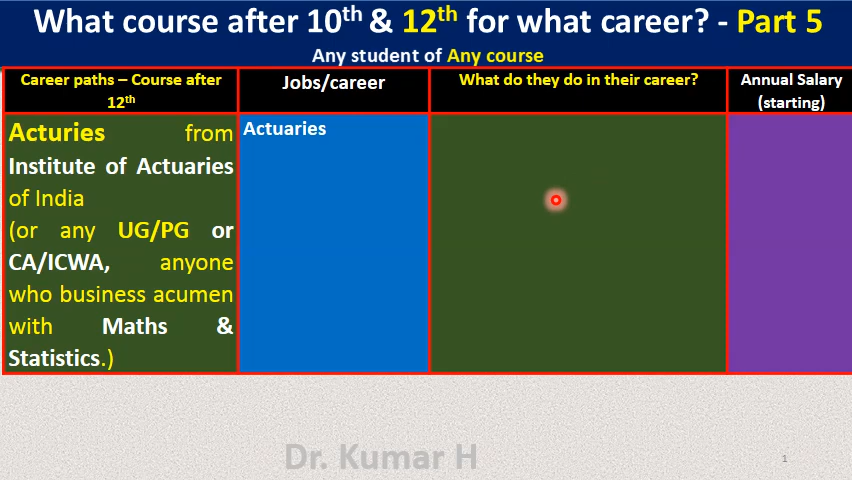 What course after 10th & 12th for what career? - Part 5
Any student of Any course
Career paths – Course after
12th
Jobs/career
What do they do in their career?
Annual Salary
(starting)
Acturies from
Institute of Actuaries
of India
(or any UG/PG or
CA/ICWA, anyone
who business acumen
with Maths &
Statistics.)
Actuaries
Dr. Kumar H
1